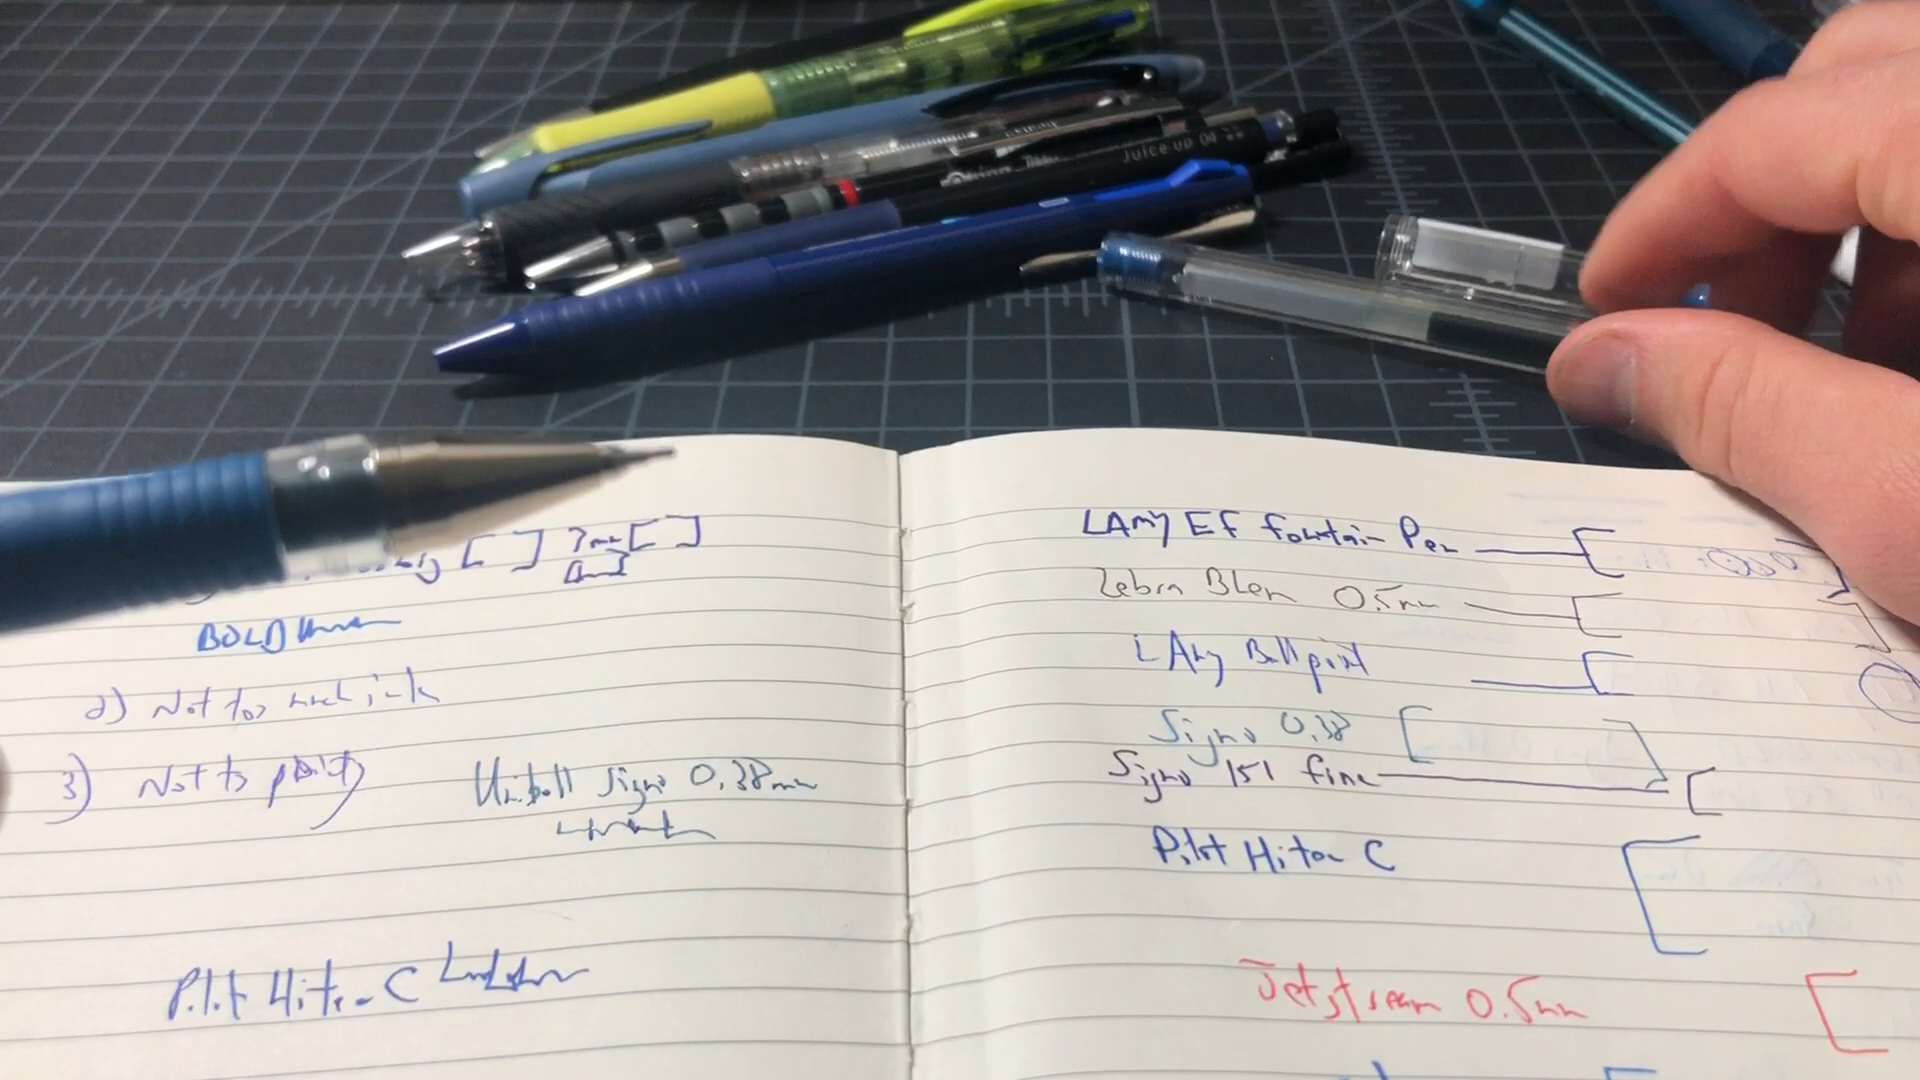 Juice up 04
[ ] 7mm [ ]
BOLD
2) Not too much ink
3) Not to pointy
Uniball Signo 0.38mm
Pilot Hitec C
LAmy EF fountain Pen
Zebra BLen 0.5mm
LAmy Ballpoint
Signo 0.38
Signo 151 fine
Pilot Hitec C
Jetstream 0.5mm